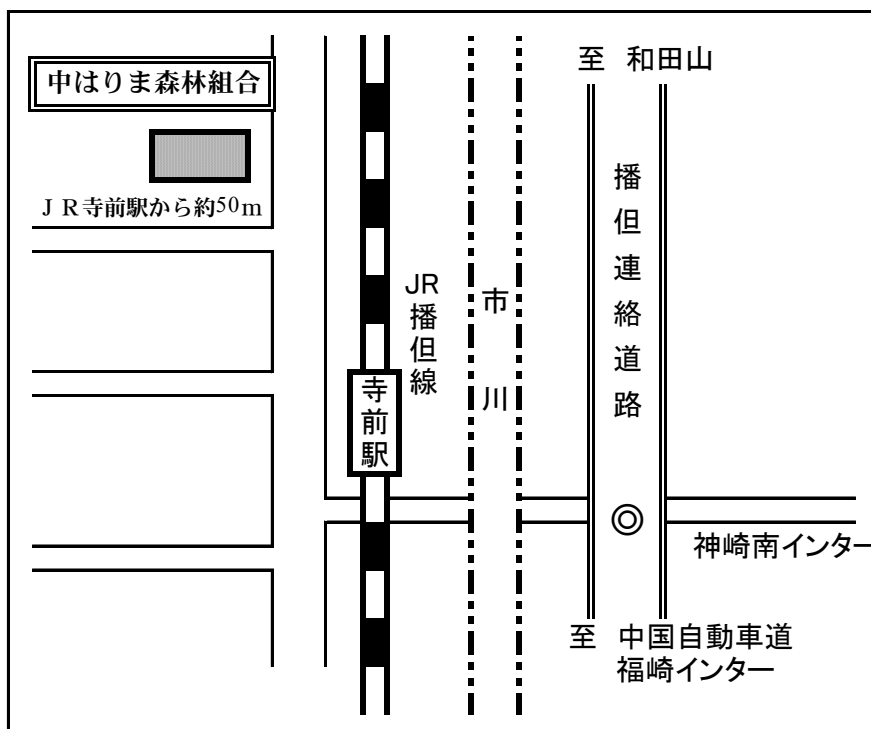 中はりま森林組合
ＪＲ寺前駅から約50m
JR播但線
寺前駅
市川
至 和田山
播但連絡道路
◎
神崎南インター
至 中国自動車道
福崎インター